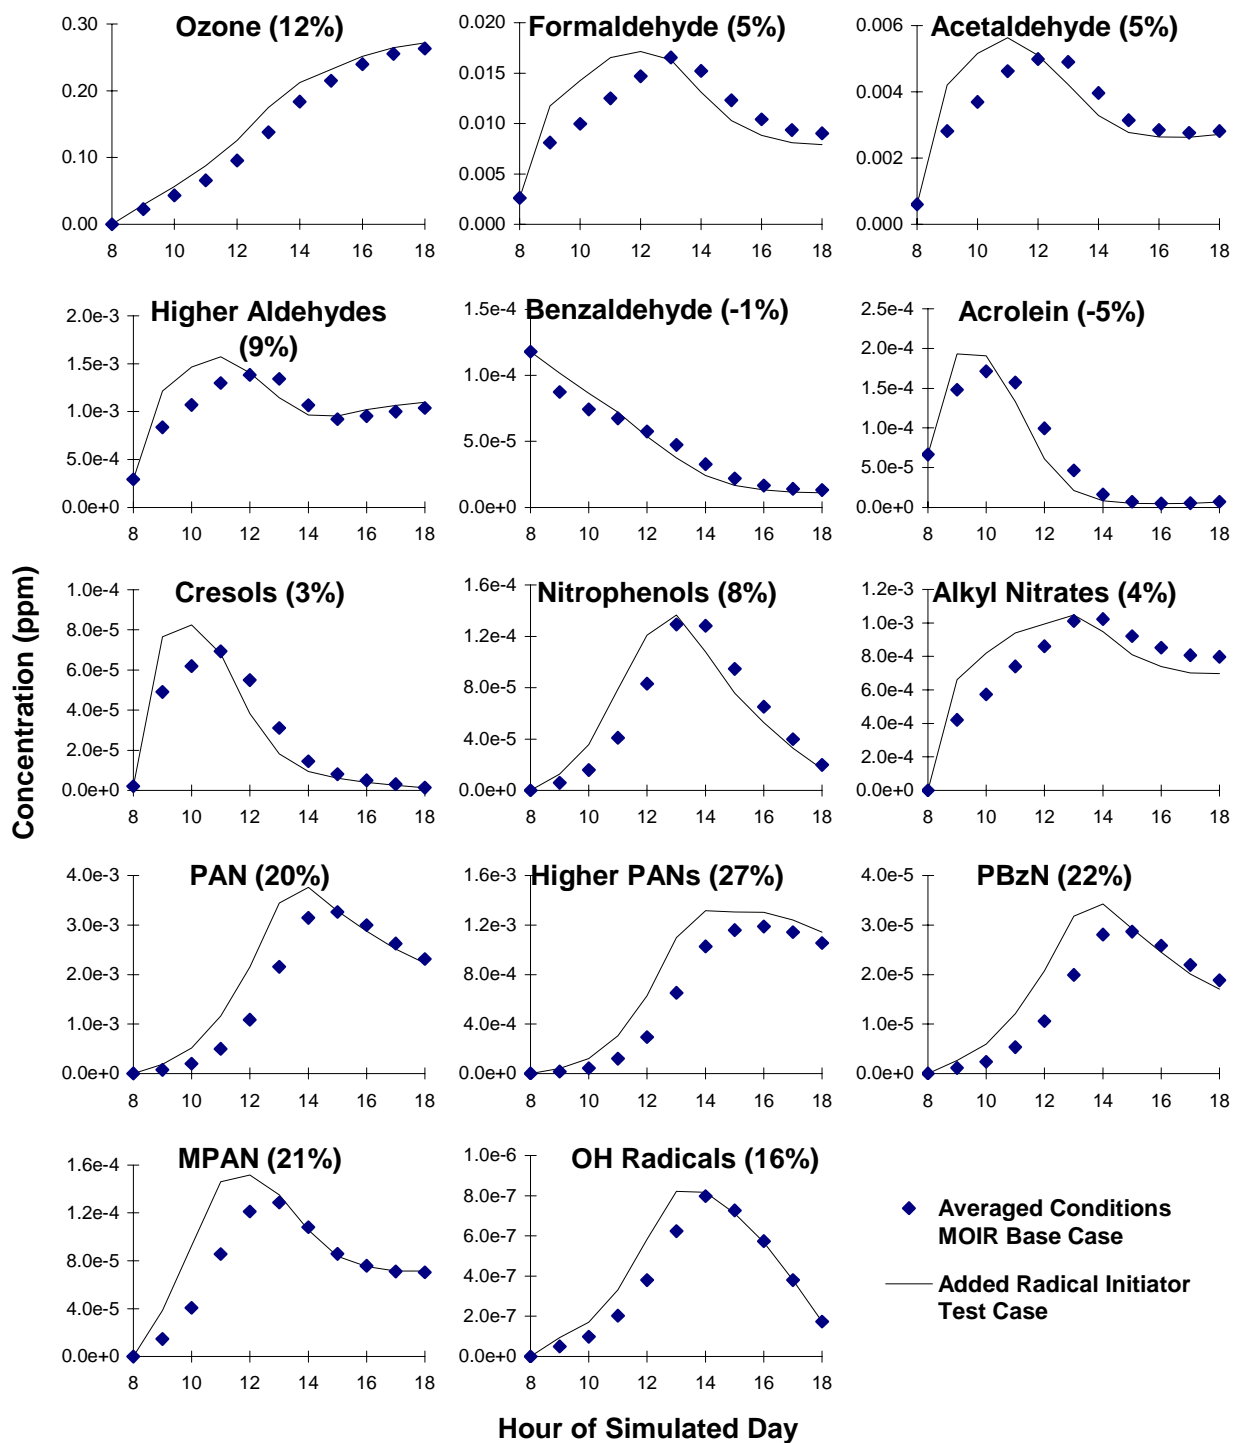 Ozone (12%)
0.30
0.20
0.10
0.00
8 10 12 14 16 18
Formaldehyde (5%)
0.020
0.015
0.010
0.005
0.000
8 10 12 14 16 18
Acetaldehyde (5%)
0.006
0.004
0.002
0.000
8 10 12 14 16 18
Higher Aldehydes
(9%)
2.0e-3
1.5e-3
1.0e-3
5.0e-4
0.0e+0
8 10 12 14 16 18
Benzaldehyde (-1%)
1.5e-4
1.0e-4
5.0e-5
0.0e+0
8 10 12 14 16 18
Acrolein (-5%)
2.5e-4
2.0e-4
1.5e-4
1.0e-4
5.0e-5
0.0e+0
8 10 12 14 16 18
Concentration (ppm)
Cresols (3%)
1.0e-4
8.0e-5
6.0e-5
4.0e-5
2.0e-5
0.0e+0
8 10 12 14 16 18
Nitrophenols (8%)
1.6e-4
1.2e-4
8.0e-5
4.0e-5
0.0e+0
8 10 12 14 16 18
Alkyl Nitrates (4%)
1.2e-3
1.0e-3
8.0e-4
6.0e-4
4.0e-4
2.0e-4
0.0e+0
8 10 12 14 16 18
PAN (20%)
4.0e-3
3.0e-3
2.0e-3
1.0e-3
0.0e+0
8 10 12 14 16 18
Higher PANs (27%)
1.6e-3
1.2e-3
8.0e-4
4.0e-4
0.0e+0
8 10 12 14 16 18
PBzN (22%)
4.0e-5
3.0e-5
2.0e-5
1.0e-5
0.0e+0
8 10 12 14 16 18
MPAN (21%)
1.6e-4
1.2e-4
8.0e-5
4.0e-5
0.0e+0
8 10 12 14 16 18
OH Radicals (16%)
1.0e-6
8.0e-7
6.0e-7
4.0e-7
2.0e-7
0.0e+0
8 10 12 14 16 18
Averaged Conditions
MOIR Base Case
Added Radical Initiator
Test Case
Hour of Simulated Day